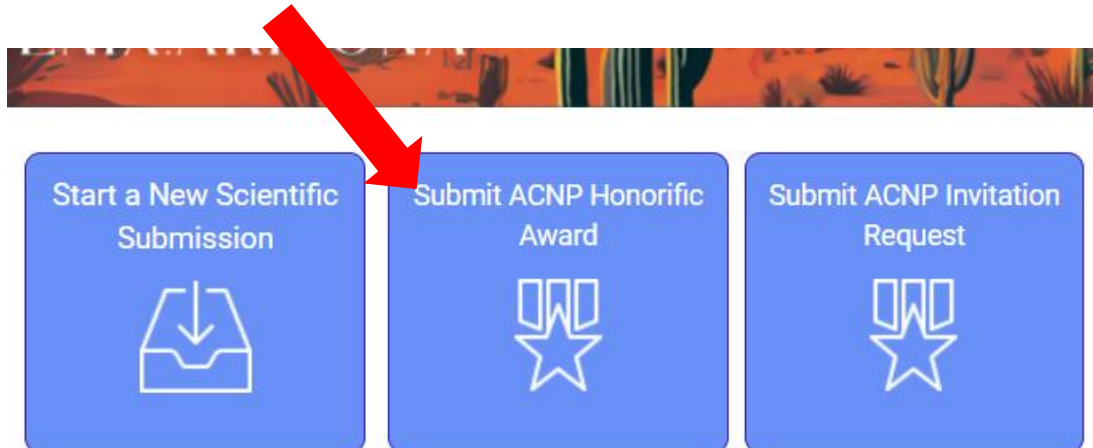 Start a New Scientific
Submission
Submit ACNP Honorific
Award
Submit ACNP Invitation
Request